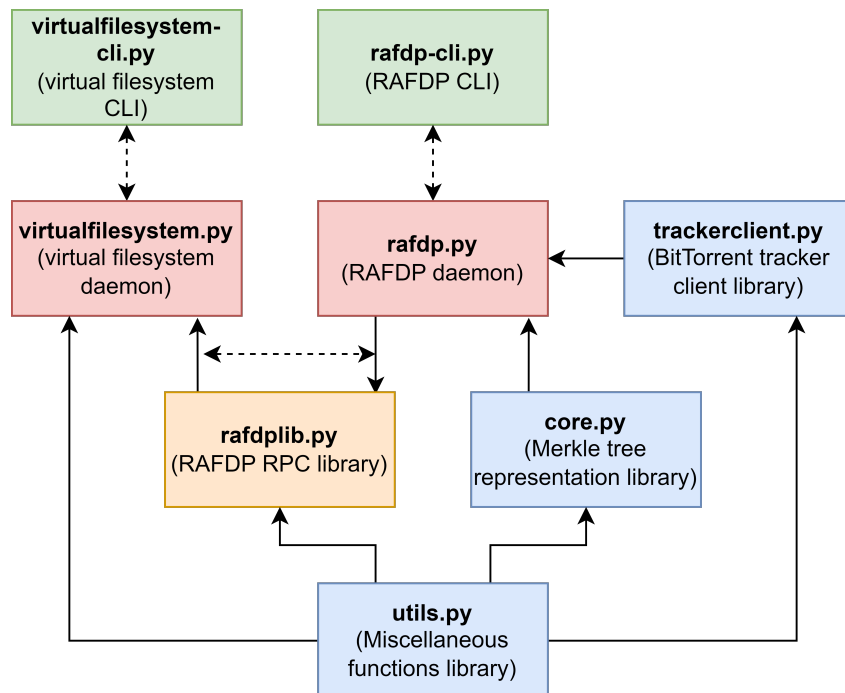 virtualfilesystem-
cli.py
(virtual filesystem
CLI)
rafdp-cli.py
(RAFDP CLI)
virtualfilesystem.py
(virtual filesystem
daemon)
rafdp.py
(RAFDP daemon)
trackerclient.py
(BitTorrent tracker
client library)
rafdplib.py
(RAFDP RPC library)
core.py
(Merkle tree
representation library)
utils.py
(Miscellaneous
functions library)